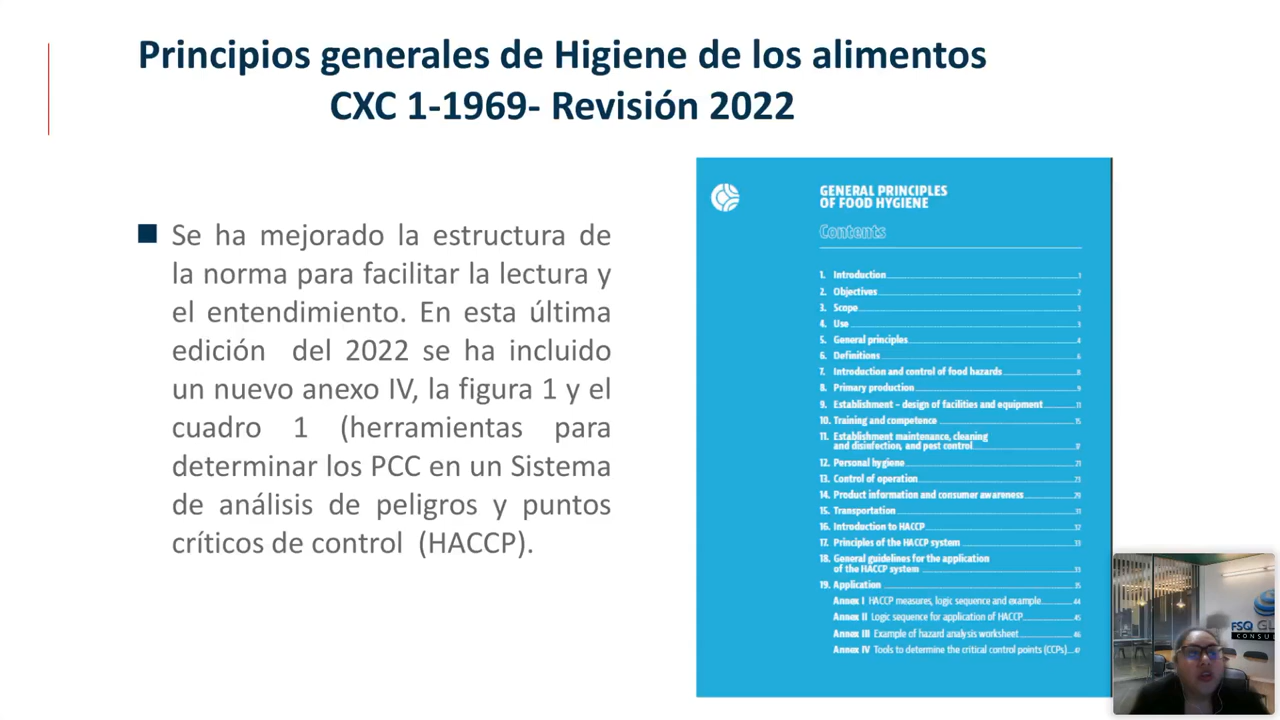 Principios generales de Higiene de los alimentos
CXC 1-1969- Revisión 2022
Se ha mejorado la estructura de
la norma para facilitar la lectura y
el entendimiento. En esta última
edición del 2022 se ha incluido
un nuevo anexo IV, la figura 1 y el
cuadro 1 (herramientas para
determinar los PCC en un Sistema
de análisis de peligros y puntos
críticos de control (HACCP).
GENERAL PRINCIPLES
OF FOOD HYGIENE
Contents
1. Introduction
2. Objectives
3. Scope
4. Use
5. General principles
6. Definitions
7. Introduction and control of food hazards
8. Primary production
9. Establishment – design of facilities and equipment
10. Training and competence
11. Establishment maintenance, cleaning
and disinfection, and pest control
12. Personal hygiene
13. Control of operation
14. Product information and consumer awareness
15. Transportation
16. Introduction to HACCP
17. Principles of the HACCP system
18. General guidelines for the application
of the HACCP system
19. Application
Annex I HACCP measures, logic sequence and example
Annex II Logic sequence for application of HACCP
Annex III Example of hazard analysis worksheet
Annex IV Tools to determine the critical control points (CCPs)
FSQ GL
CONSUL